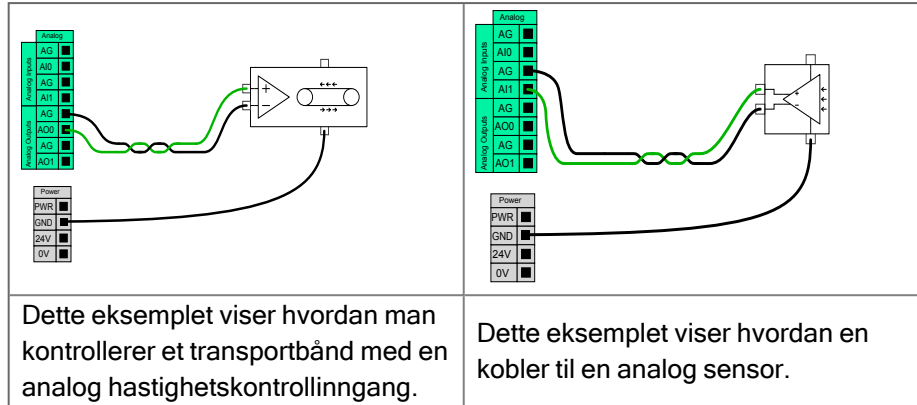 Analog
Analog Inputs
AG
AI0
AG
AI1
Analog Outputs
AG
AO0
AG
AO1
+
−
Power
PWR
GND
24V
0V
Dette eksemplet viser hvordan man
kontrollerer et transportbånd med en
analog hastighetskontrollinngang.
Analog
Analog Inputs
AG
AI0
AG
AI1
Analog Outputs
AG
AO0
AG
AO1
+
-
Power
PWR
GND
24V
0V
Dette eksemplet viser hvordan en
kobler til en analog sensor.